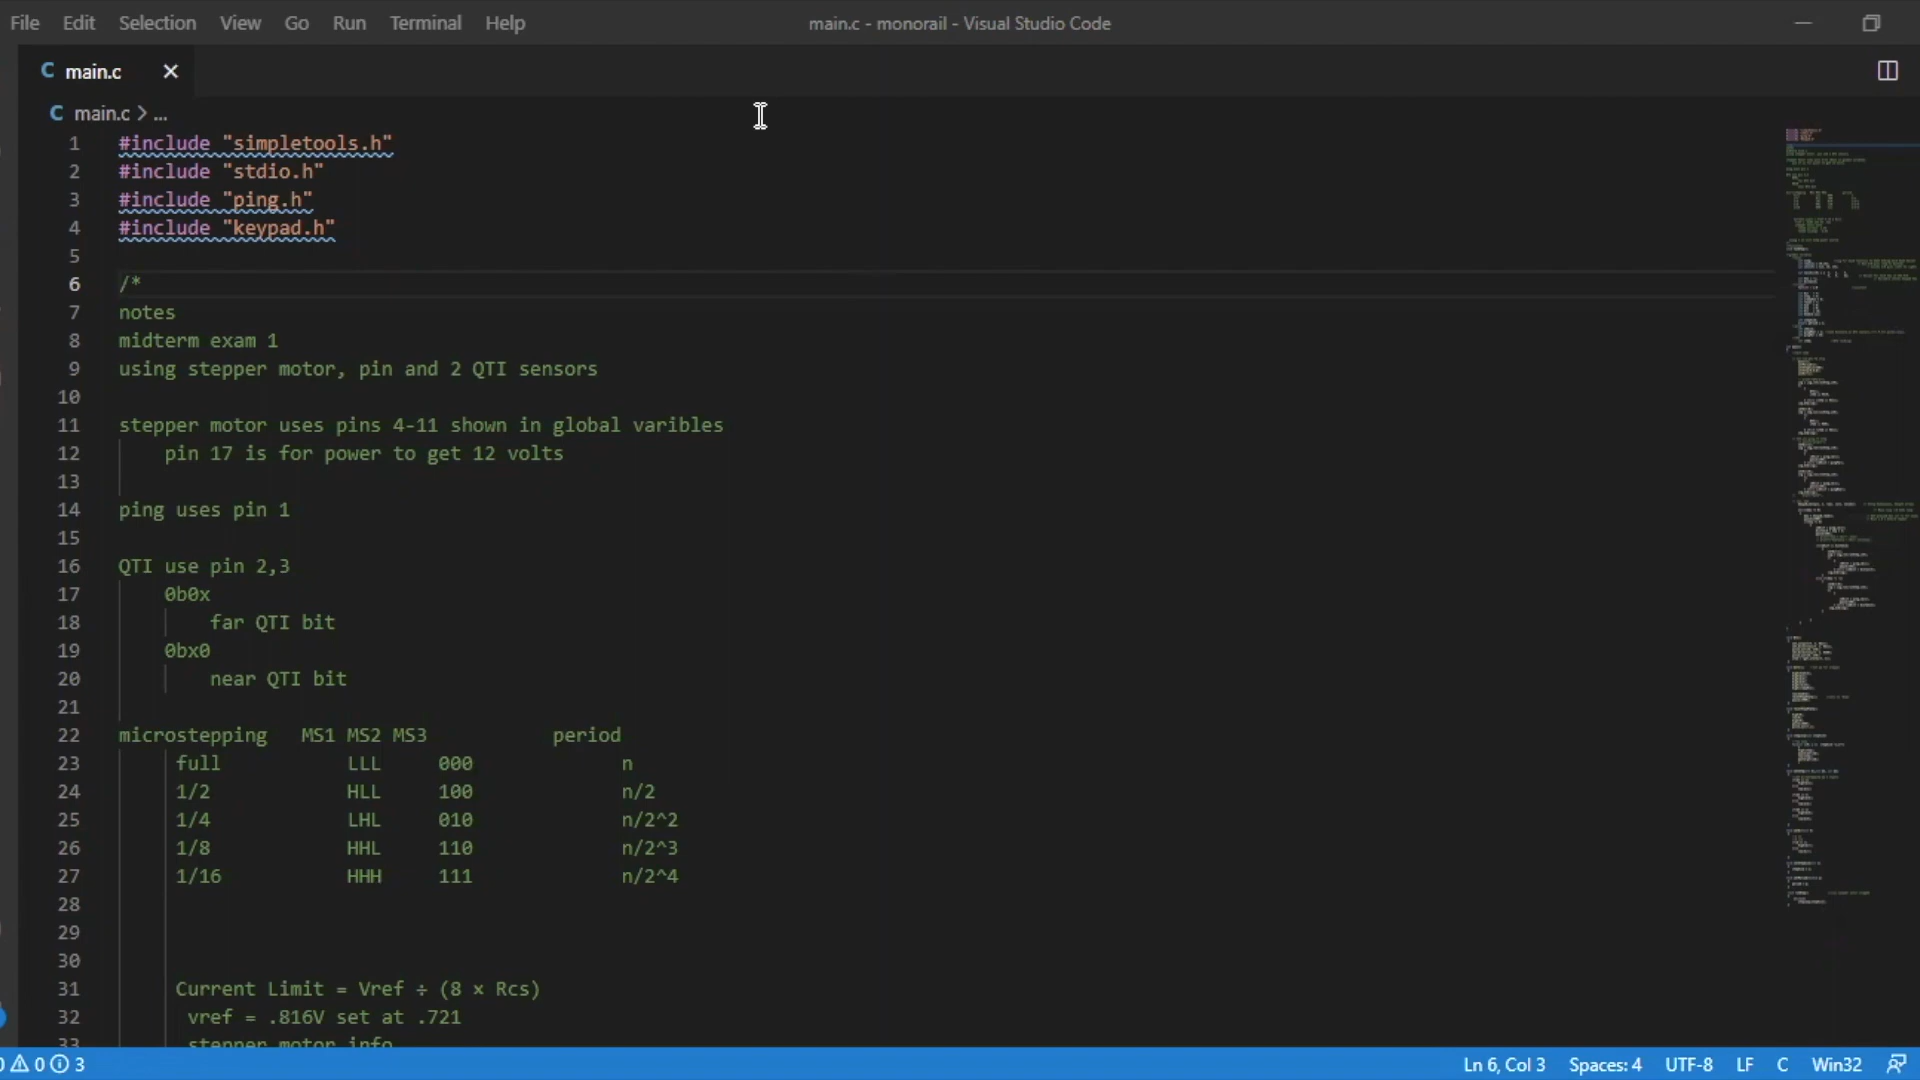 File Edit Selection View Go Run Terminal Help main.c - monorail - Visual Studio Code
C main.c
C main.c > ...
1 #include "simpletools.h"
2 #include "stdio.h"
3 #include "ping.h"
4 #include "keypad.h"
5
6 /*
7 notes
8 midterm exam 1
9 using stepper motor, pin and 2 QTI sensors
10
11 stepper motor uses pins 4-11 shown in global varibles
12 pin 17 is for power to get 12 volts
13
14 ping uses pin 1
15
16 QTI use pin 2,3
17 0b0x
18 far QTI bit
19 0bx0
20 near QTI bit
21
22 microstepping MS1 MS2 MS3 period
23 full LLL 000 n
24 1/2 HLL 100 n/2
25 1/4 LHL 010 n/2^2
26 1/8 HHL 110 n/2^3
27 1/16 HHH 111 n/2^4
28
29
30
31 Current Limit = Vref ÷ (8 × Rcs)
32 vref = .816V set at .721
33 stepper motor info
0 3 Ln 6, Col 3 Spaces: 4 UTF-8 LF C Win32